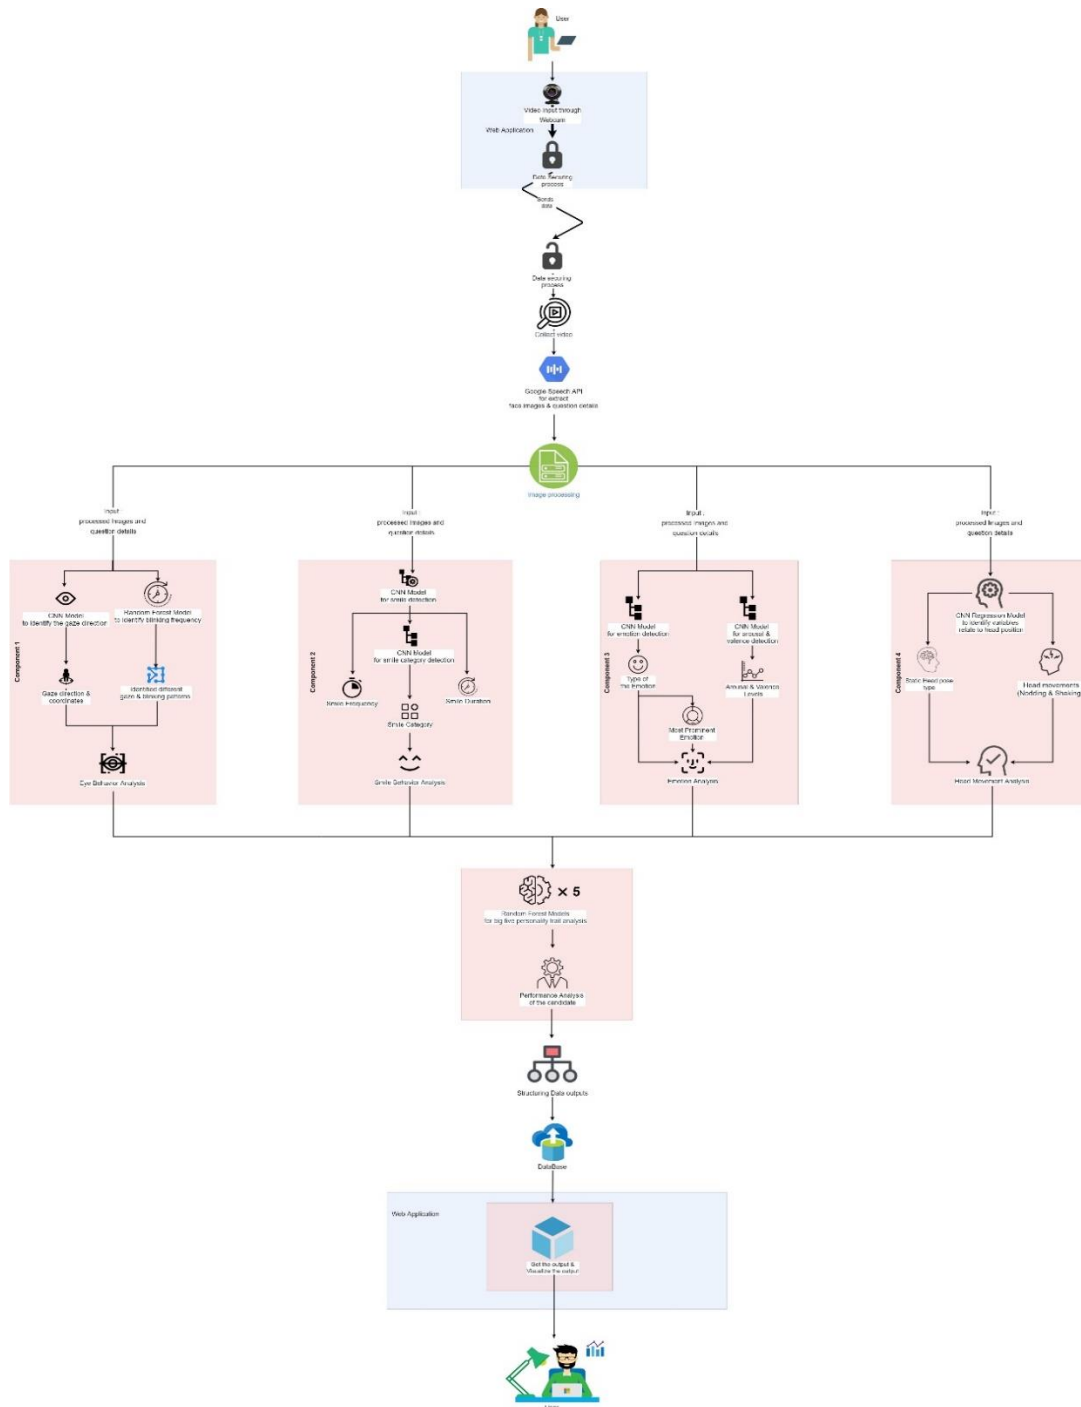 User
Video Input through
Webcam
Web Application
Data Securing
process
Sends
data
Data securing
process
Collect video
Google Speech API
for extract
face images & question details
Image processing
Input :
processed Images and
question details
Input :
processed Images and
question details
Input :
processed Images and
question details
Input :
processed Images and
question details
Component 1
CNN Model
to identify the gaze direction
Random Forest Model
to identify blinking frequency
Gaze direction &
coordinates
Identified different
gaze & blinking patterns
Eye Behavior Analysis
Component 2
CNN Model
for smile detection
CNN Model
for smile category detection
Smile Frequency
Smile Duration
Smile Category
Smile Behavior Analysis
Component 3
CNN Model
for emotion detection
CNN Model
for arousal &
valence detection
Type of
the Emotion
Arousal & Valence
Levels
Most Prominent
Emotion
Emotion Analysis
Component 4
CNN Regression Model
to identify variables
relate to head position
Static Head pose
type
Head movements
(Nodding & Shaking
Head Movement Analysis
× 5
Random Forest Models
for big five personality trait analysis
Performance Analysis
of the candidate
Structuring Data outputs
DataBase
Web Application
Get the output &
Visualize the output